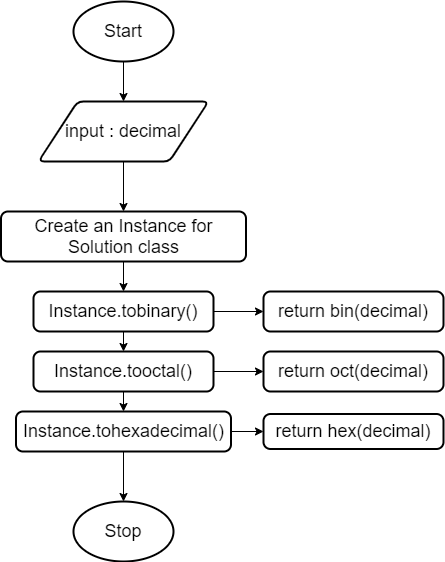 Start
input : decimal
Create an Instance for
Solution class
Instance.tobinary()
return bin(decimal)
Instance.tooctal()
return oct(decimal)
Instance.tohexadecimal()
return hex(decimal)
Stop